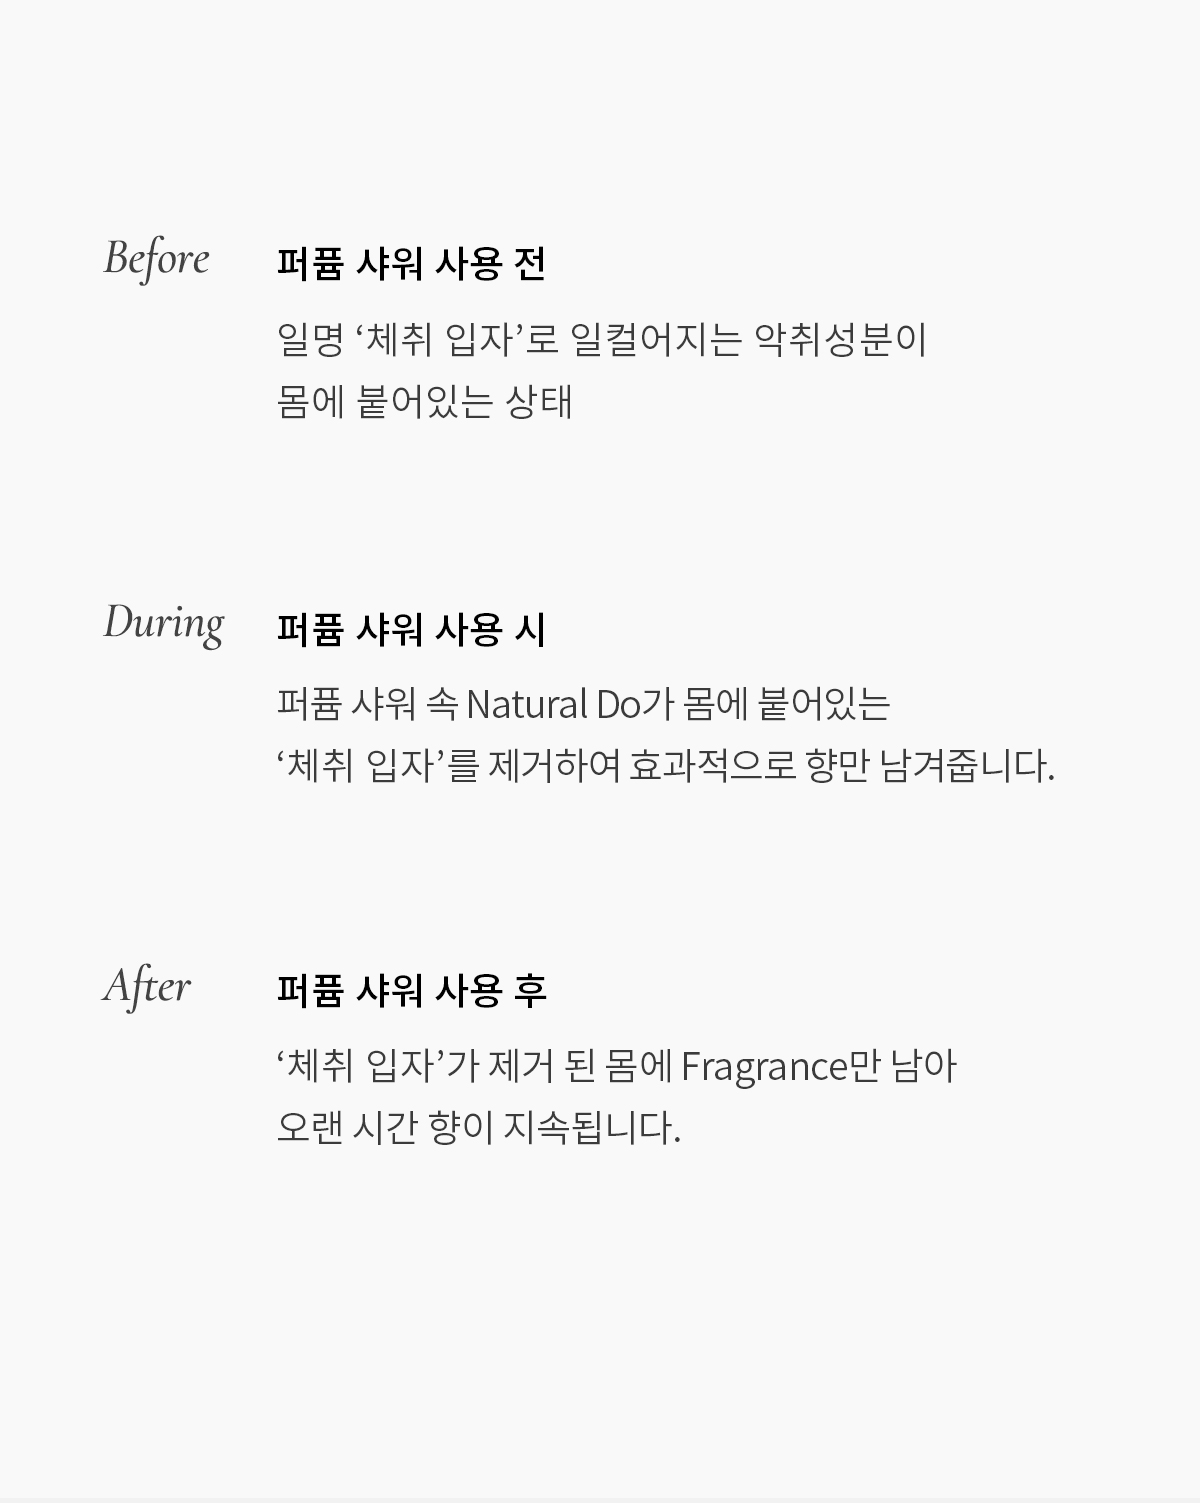 Before
퍼퓸 샤워 사용 전
일명 ‘체취 입자’로 일컬어지는 악취성분이
몸에 붙어있는 상태
During
퍼퓸 샤워 사용 시
퍼퓸 샤워 속 Natural Do가 몸에 붙어있는
‘체취 입자’를 제거하여 효과적으로 향만 남겨줍니다.
After
퍼퓸 샤워 사용 후
‘체취 입자’가 제거 된 몸에 Fragrance만 남아
오랜 시간 향이 지속됩니다.